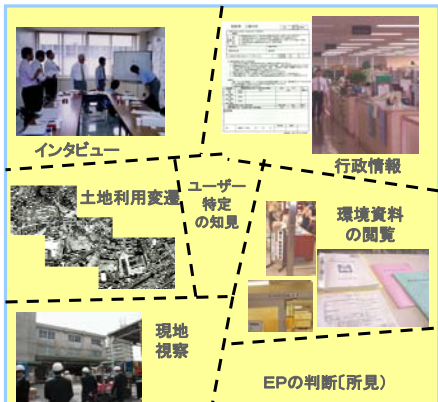 インタビュー
行政情報
土地利用変遷
ユーザー
特定
の知見
環境資料
の閲覧
現地
視察
EPの判断〔所見〕